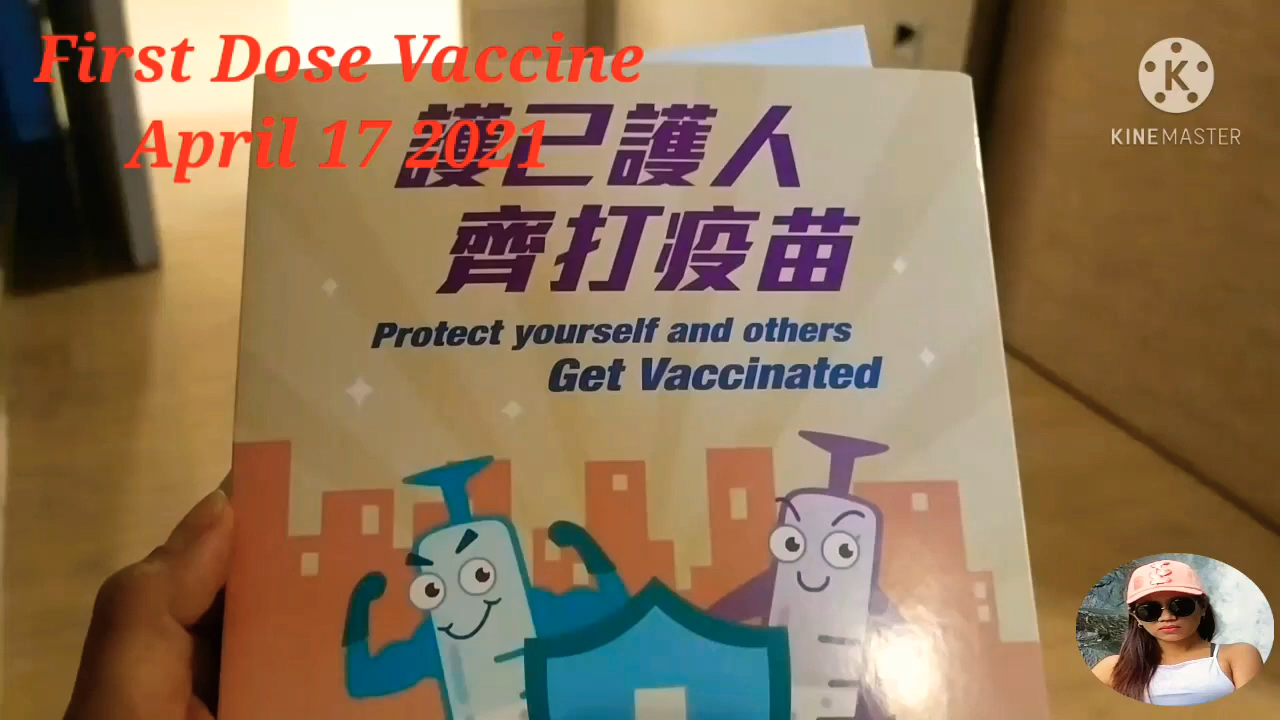 First Dose Vaccine
April 17 2021
K
KINEMASTER
護己護人
齊打疫苗
Protect yourself and others
Get Vaccinated